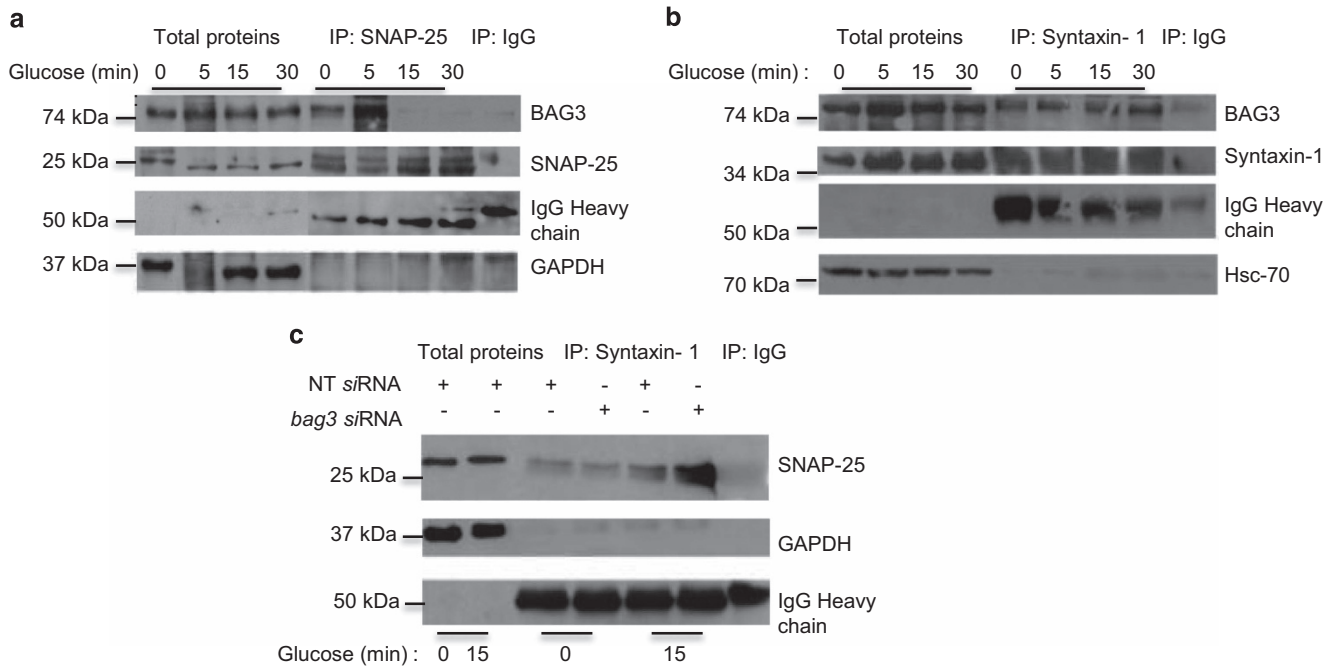 a
Total proteins IP: SNAP-25 IP: IgG
Glucose (min) 0 5 15 30 0 5 15 30
74 kDa BAG3
25 kDa SNAP-25
50 kDa IgG Heavy chain
37 kDa GAPDH
b
Total proteins IP: Syntaxin- 1 IP: IgG
Glucose (min) : 0 5 15 30 0 5 15 30
74 kDa BAG3
34 kDa Syntaxin-1
50 kDa IgG Heavy chain
70 kDa Hsc-70
c
Total proteins IP: Syntaxin- 1 IP: IgG
NT siRNA + + + - + -
bag3 siRNA - - - + - +
25 kDa SNAP-25
37 kDa GAPDH
50 kDa IgG Heavy chain
Glucose (min) : 0 15 0 15